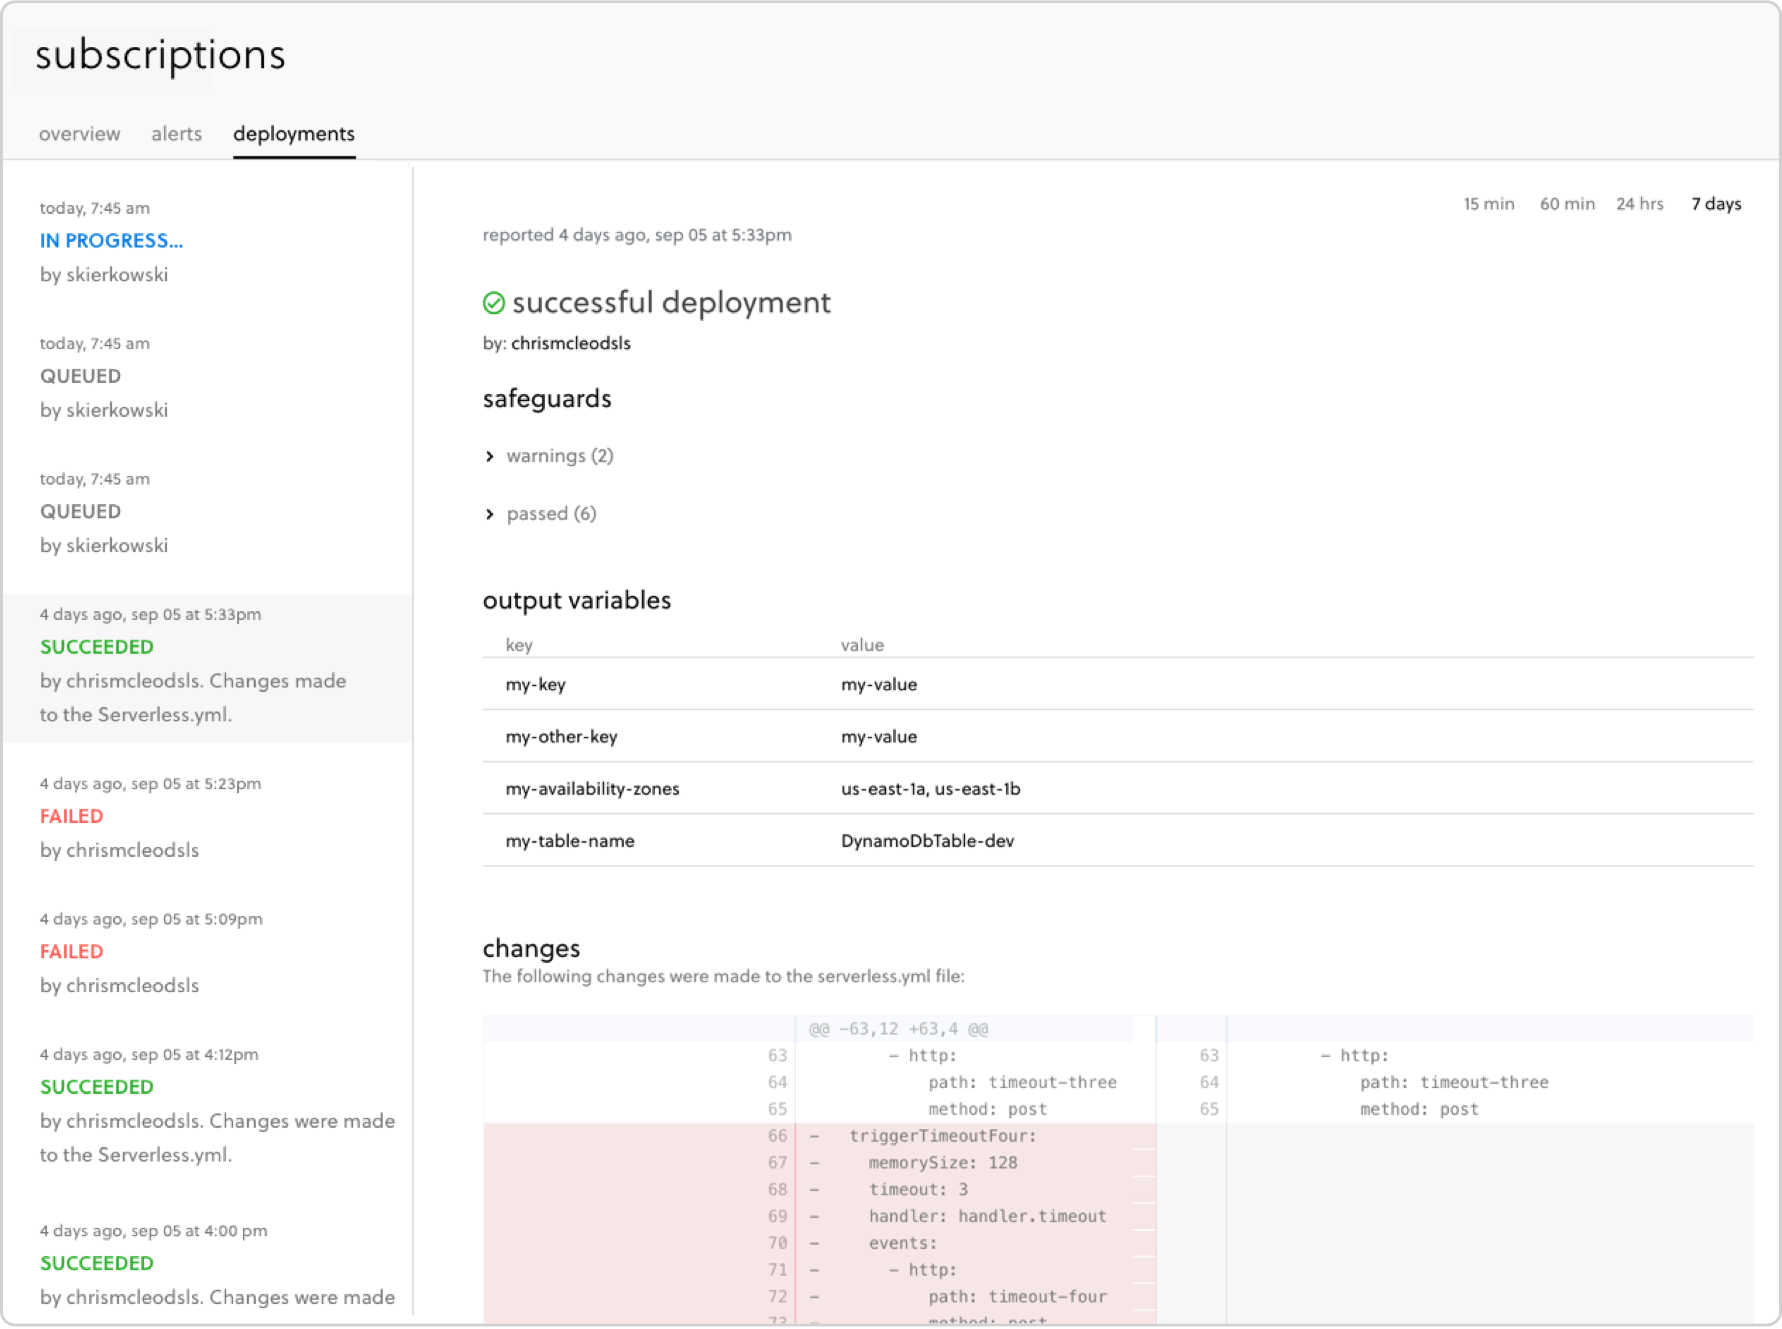 subscriptions
overview alerts deployments
today, 7:45 am
IN PROGRESS...
by skierkowski
today, 7:45 am
QUEUED
by skierkowski
today, 7:45 am
QUEUED
by skierkowski
4 days ago, sep 05 at 5:33pm
SUCCEEDED
by chrismcleodsls. Changes made
to the Serverless.yml.
4 days ago, sep 05 at 5:23pm
FAILED
by chrismcleodsls
4 days ago, sep 05 at 5:09pm
FAILED
by chrismcleodsls
4 days ago, sep 05 at 4:12pm
SUCCEEDED
by chrismcleodsls. Changes were made
to the Serverless.yml.
4 days ago, sep 05 at 4:00 pm
SUCCEEDED
by chrismcleodsls. Changes were made
15 min 60 min 24 hrs 7 days
reported 4 days ago, sep 05 at 5:33pm
successful deployment
by: chrismcleodsls
safeguards
warnings (2)
passed (6)
output variables
key value
my-key my-value
my-other-key my-value
my-availability-zones us-east-1a, us-east-1b
my-table-name DynamoDbTable-dev
changes
The following changes were made to the serverless.yml file:
@@ -63,12 +63,4 @@
63 - http: 63 - http:
64 path: timeout-three 64 path: timeout-three
65 method: post 65 method: post
66 - triggerTimeoutFour:
67 - memorySize: 128
68 - timeout: 3
69 - handler: handler.timeout
70 - events:
71 - - http:
72 - path: timeout-four
73 - method: post